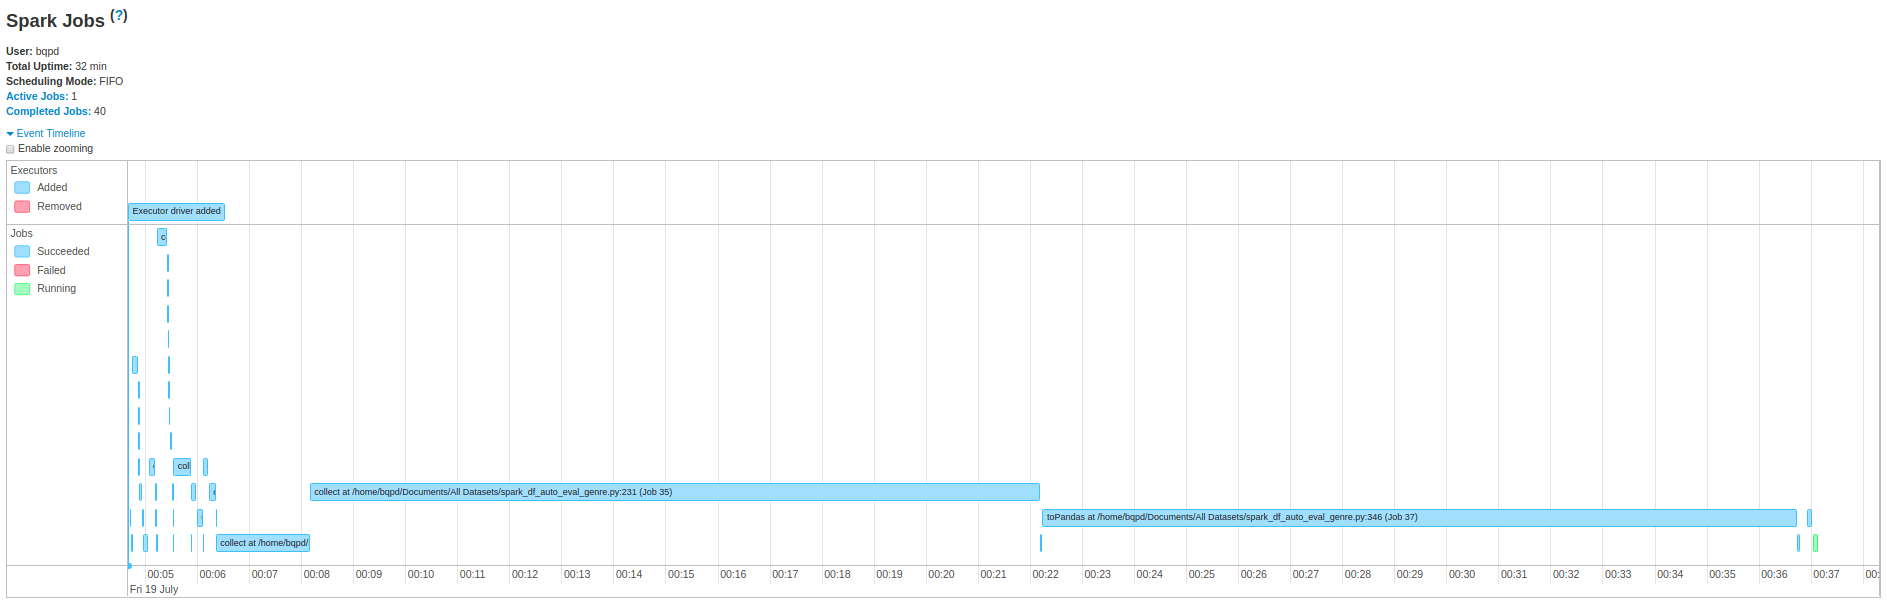 Spark Jobs (?)
User: bqpd
Total Uptime: 32 min
Scheduling Mode: FIFO
Active Jobs: 1
Completed Jobs: 40
Event Timeline
Enable zooming
Executors
Added
Removed
Executor driver added
Jobs
Succeeded
Failed
Running
c
col
collect at /home/bqpd/Documents/All Datasets/spark_df_auto_eval_genre.py:231 (Job 35)
toPandas at /home/bqpd/Documents/All Datasets/spark_df_auto_eval_genre.py:346 (Job 37)
collect at /home/bqpd/
00:05 00:06 00:07 00:08 00:09 00:10 00:11 00:12 00:13 00:14 00:15 00:16 00:17 00:18 00:19 00:20 00:21 00:22 00:23 00:24 00:25 00:26 00:27 00:28 00:29 00:30 00:31 00:32 00:33 00:34 00:35 00:36 00:37 00:
Fri 19 July